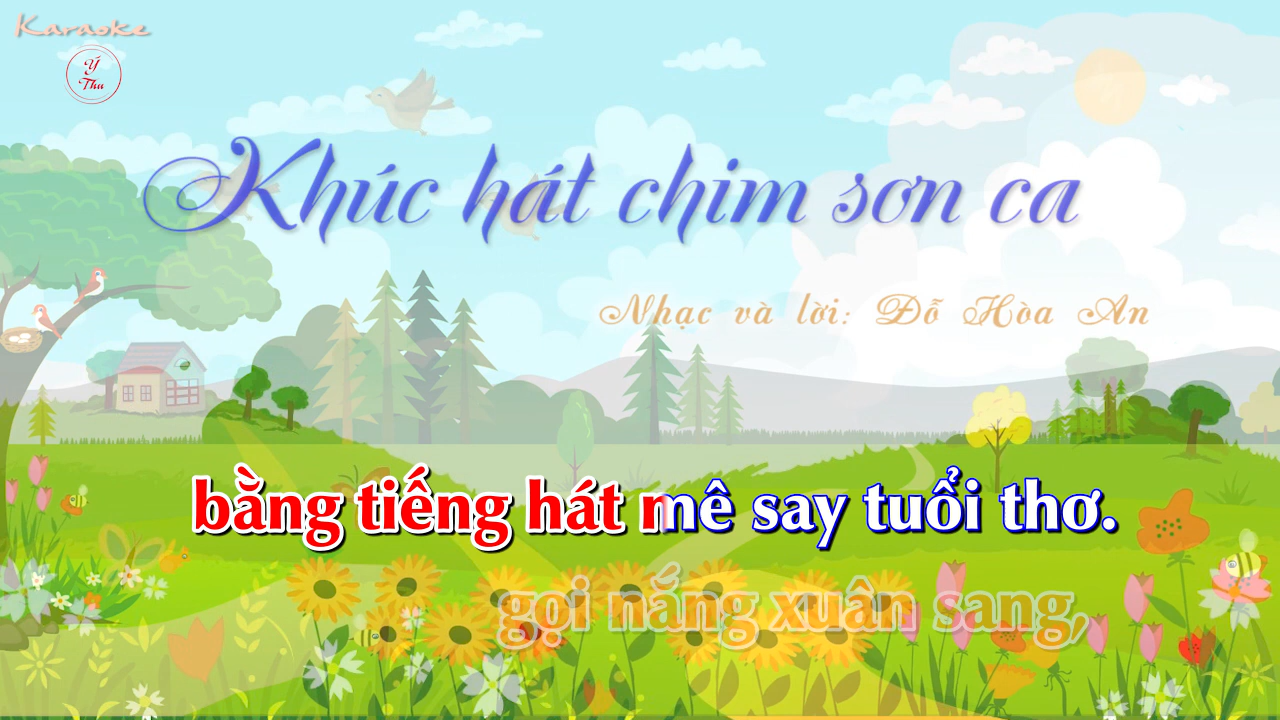 Karaoke
Ý
Thu
Khúc hát chim sơn ca
Nhạc và lời: Đỗ Hòa An
bằng tiếng hát mê say tuổi thơ.
gọi nắng xuân sang,